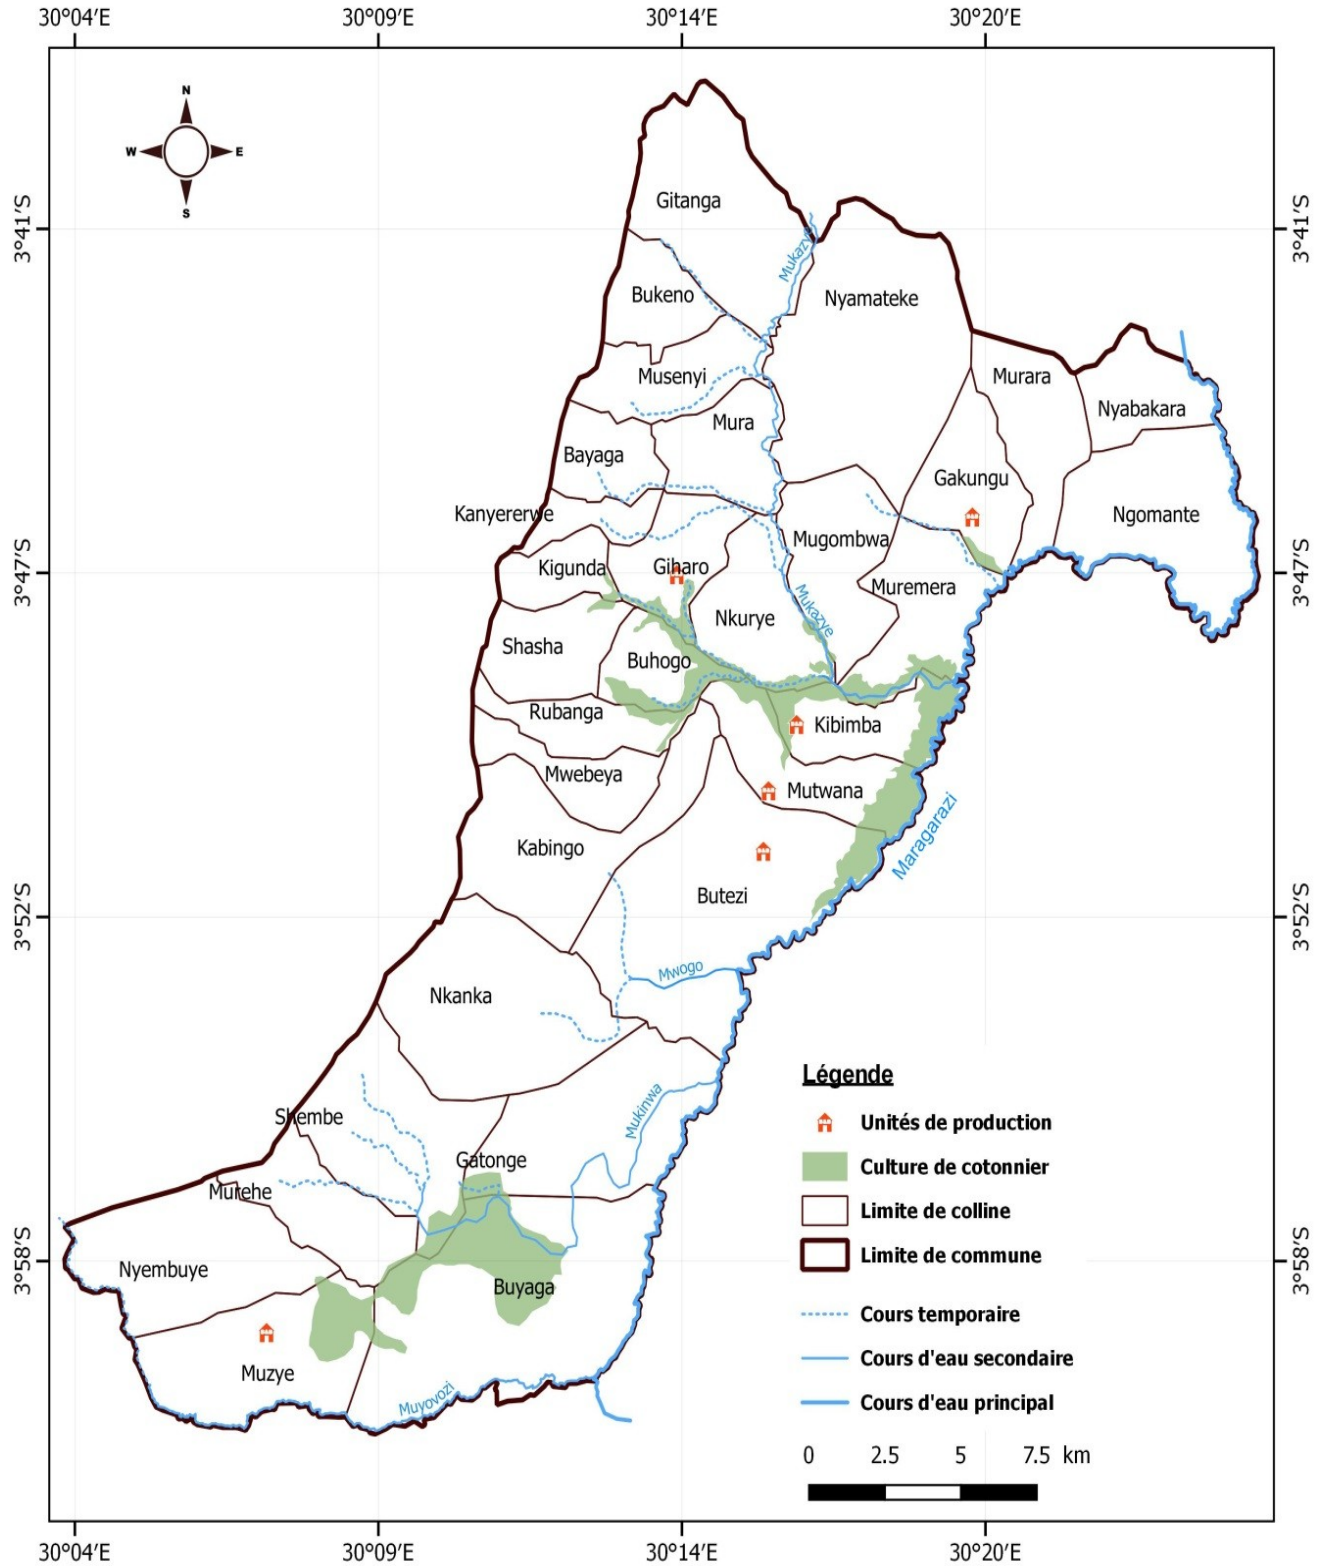 30°04′E 30°09′E 30°14′E 30°20′E
N
W E
S
3°41′S 3°41′S
Gitanga
Mukazye
Bukeno
Nyamateke
Musenyi
Murara
Nyabakara
Mura
Bayaga
Gakungu
Kanyererwe
Ngomante
Mugombwa
Kigunda
Giharo
3°47′S 3°47′S
Muremera
Mukazye
Nkurye
Shasha
Buhogo
Rubanga
Kibimba
Mwebeya
Mutwana
Maragarazi
Kabingo
Butezi
3°52′S 3°52′S
Mwogo
Nkanka
Légende
Shembe
Mukinwa
Unités de production
Gatonge
Culture de cotonnier
Murehe
Limite de colline
Limite de commune
3°58′S 3°58′S
Nyembuye
Buyaga
Cours temporaire
Muzye
Cours d'eau secondaire
Muyovozi
Cours d'eau principal
0 2.5 5 7.5 km
30°04′E 30°09′E 30°14′E 30°20′E